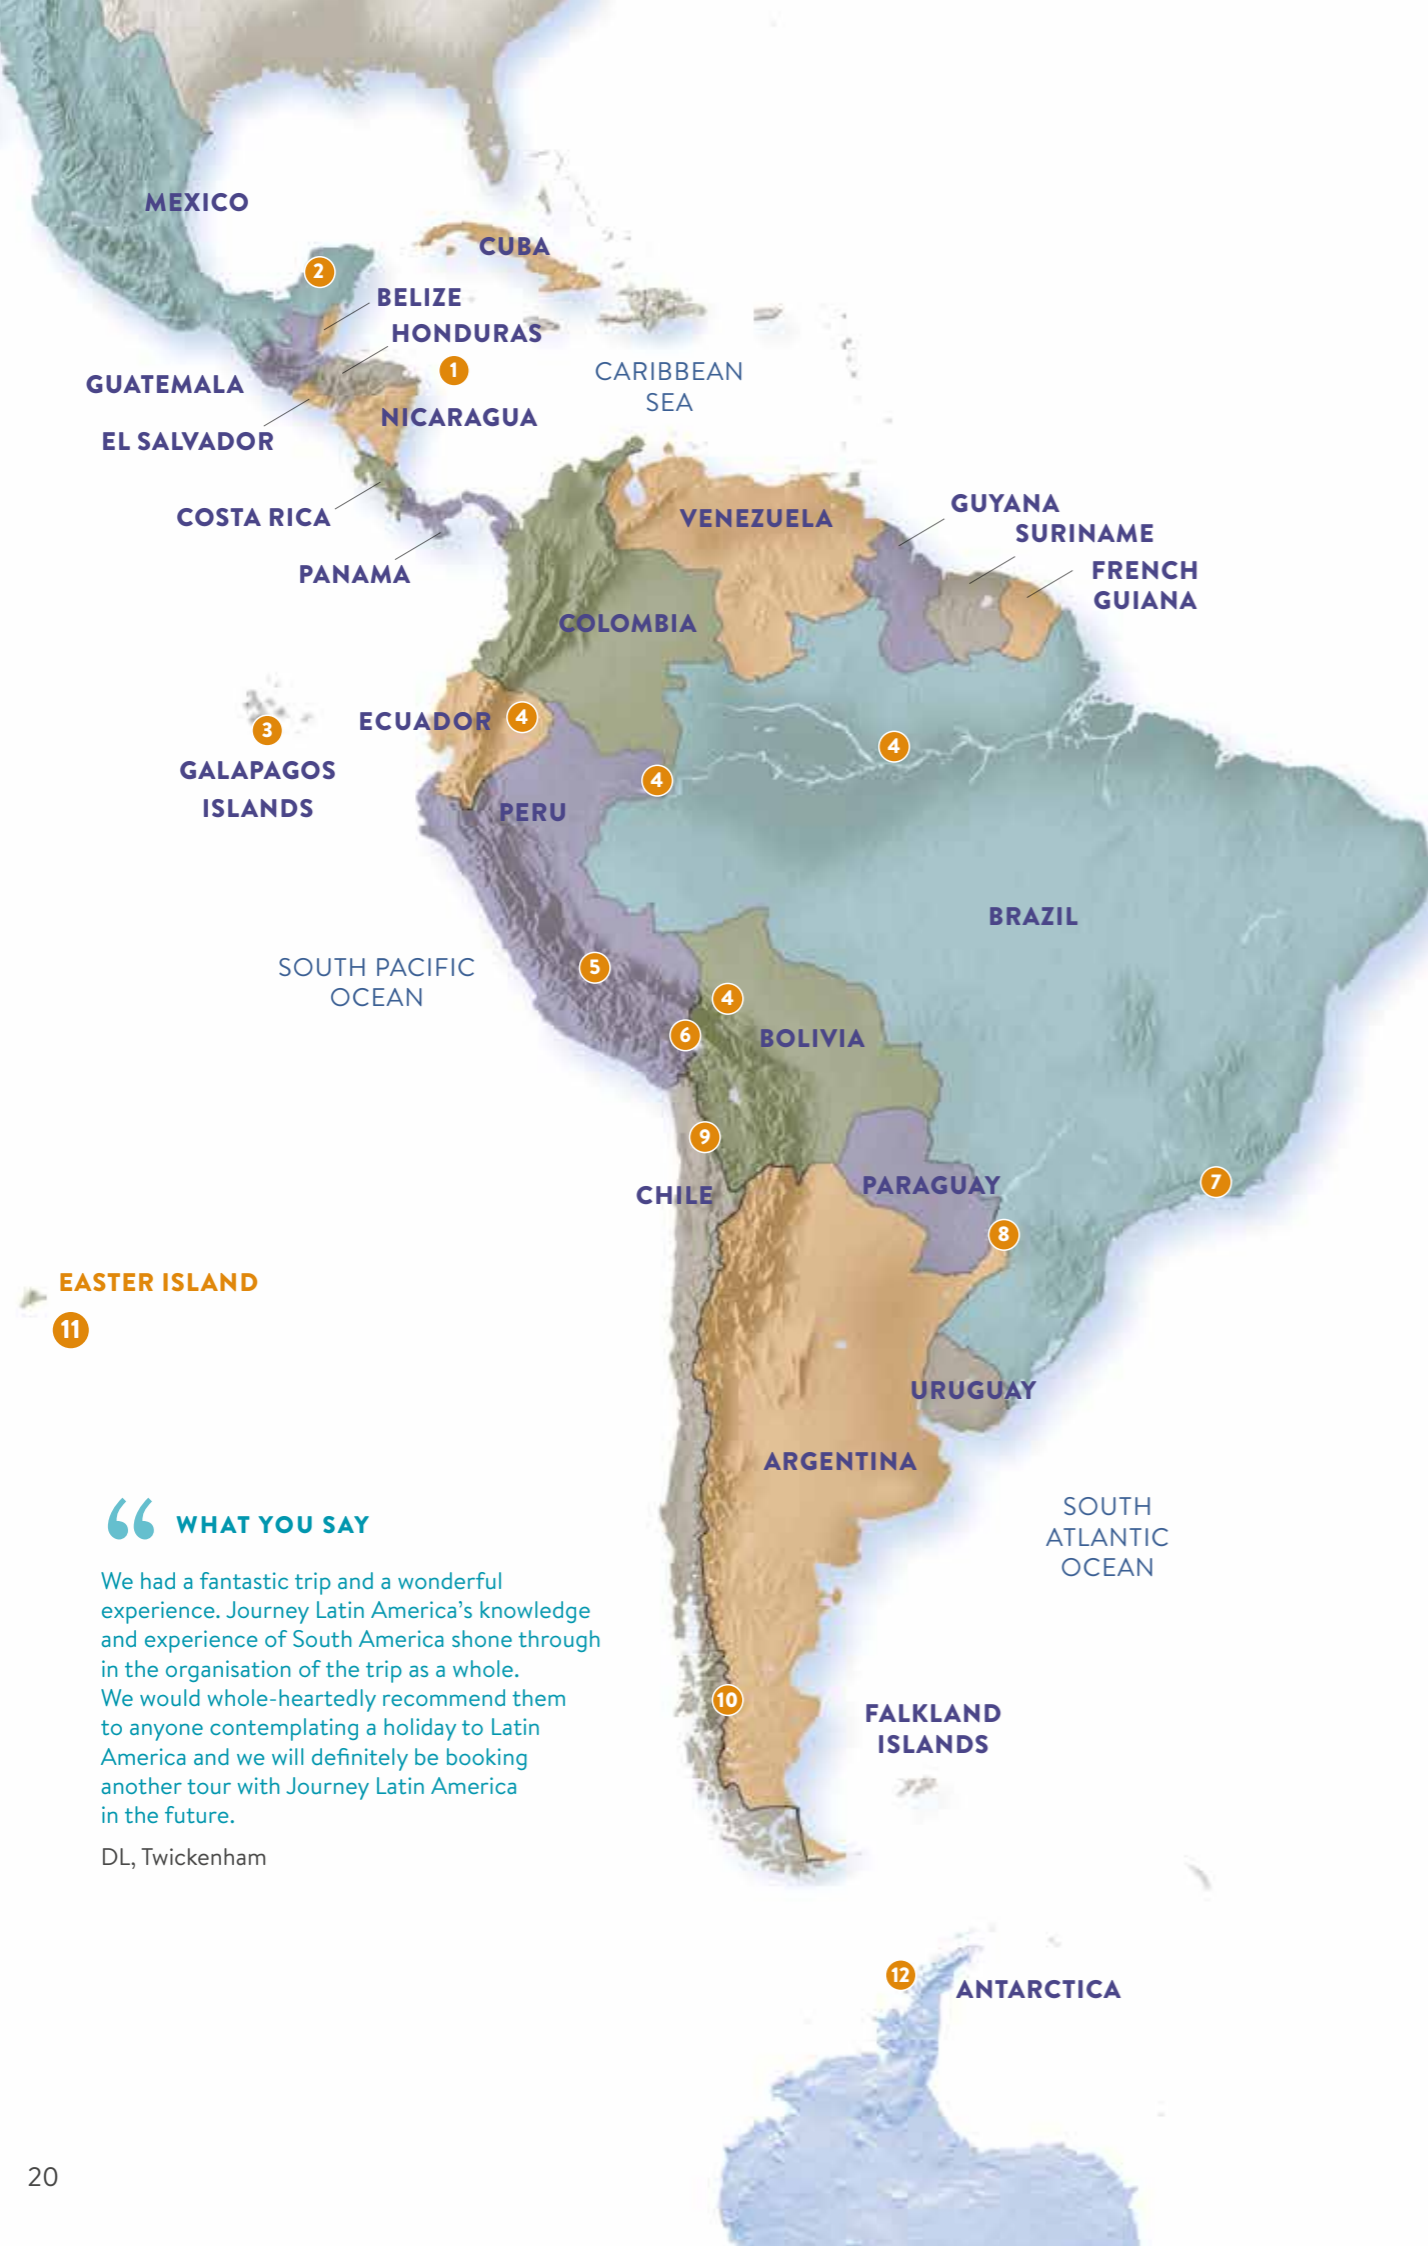 MEXICO
CUBA
2
BELIZE
HONDURAS
1
CARIBBEAN
SEA
GUATEMALA
NICARAGUA
EL SALVADOR
COSTA RICA
VENEZUELA
GUYANA
SURINAME
PANAMA
FRENCH
GUIANA
COLOMBIA
ECUADOR
4
3
4
GALAPAGOS
ISLANDS
4
PERU
BRAZIL
SOUTH PACIFIC
OCEAN
5
4
6
BOLIVIA
9
CHILE
PARAGUAY
7
8
EASTER ISLAND
11
URUGUAY
ARGENTINA
SOUTH
ATLANTIC
OCEAN
WHAT YOU SAY
“
We had a fantastic trip and a wonderful
experience. Journey Latin America’s knowledge
and experience of South America shone through
in the organisation of the trip as a whole.
We would whole-heartedly recommend them
to anyone contemplating a holiday to Latin
America and we will definitely be booking
another tour with Journey Latin America
in the future.
DL, Twickenham
10
FALKLAND
ISLANDS
12
ANTARCTICA
20